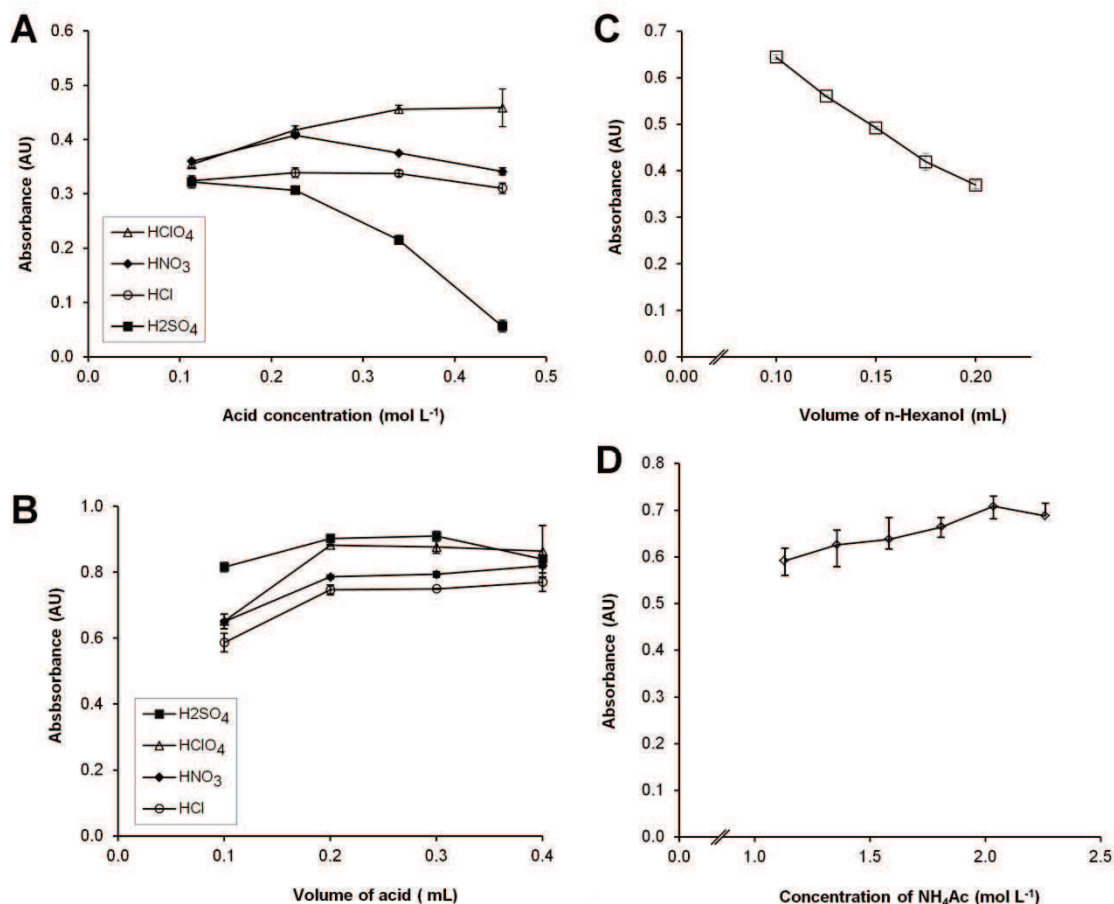 A
0.6
0.5
0.4
0.3
0.2
0.1
0.0
Absorbance (AU)
HClO4
HNO3
HCl
H2SO4
0.0 0.1 0.2 0.3 0.4 0.5
Acid concentration (mol L-1)
C
0.7
0.6
0.5
0.4
0.3
0.2
0.1
0.0
Absorbance (AU)
0.00 0.10 0.15 0.20
Volume of n-Hexanol (mL)
B
1.0
0.8
0.6
0.4
0.2
0.0
Absbsorbance (AU)
H2SO4
HClO4
HNO3
HCl
0.0 0.1 0.2 0.3 0.4
Volume of acid ( mL)
D
0.8
0.7
0.6
0.5
0.4
0.3
0.2
0.1
0.0
Absorbance (AU)
0.0 1.0 1.5 2.0 2.5
Concentration of NH4Ac (mol L-1)